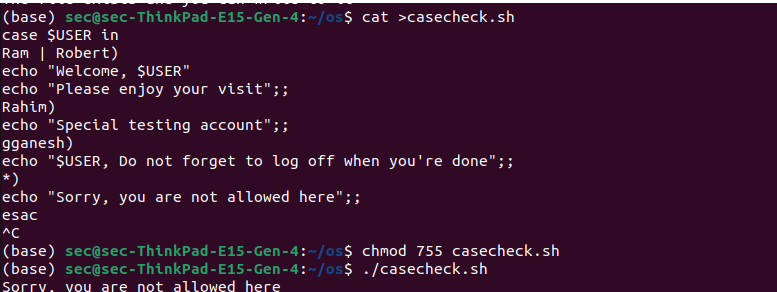 (base) sec@sec-ThinkPad-E15-Gen-4:~/os$ cat >casecheck.sh
case $USER in
Ram | Robert)
echo "Welcome, $USER"
echo "Please enjoy your visit";;
Rahim)
echo "Special testing account";;
gganesh)
echo "$USER, Do not forget to log off when you're done";;
*)
echo "Sorry, you are not allowed here";;
esac
^C
(base) sec@sec-ThinkPad-E15-Gen-4:~/os$ chmod 755 casecheck.sh
(base) sec@sec-ThinkPad-E15-Gen-4:~/os$ ./casecheck.sh
Sorry, you are not allowed here